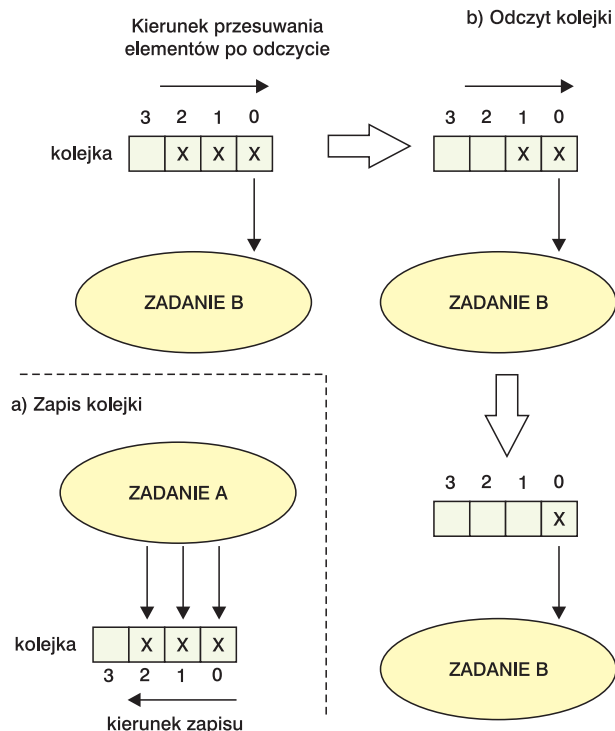 Kierunek przesuwania
elementów po odczycie
3 2 1 0
kolejka X X X
ZADANIE B
b) Odczyt kolejki
3 2 1 0
X X
ZADANIE B
3 2 1 0
X
ZADANIE B
a) Zapis kolejki
ZADANIE A
kolejka X X X
3 2 1 0
kierunek zapisu